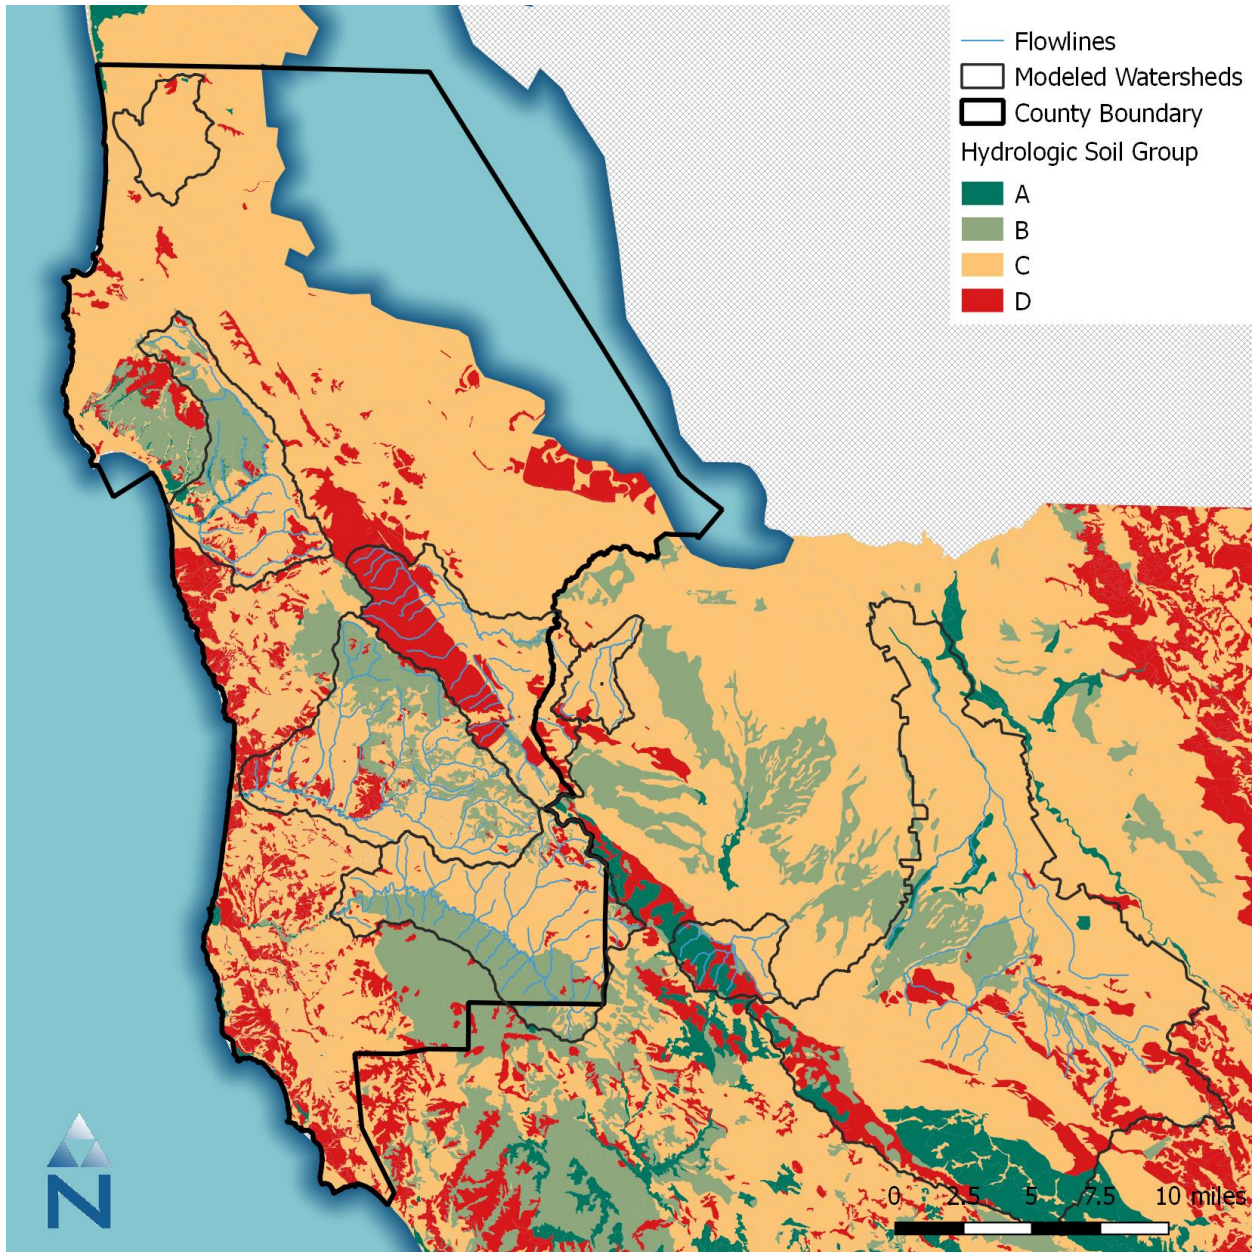 Flowlines
Modeled Watersheds
County Boundary
Hydrologic Soil Group
A
B
C
D
N
0 2.5 5 7.5 10 miles